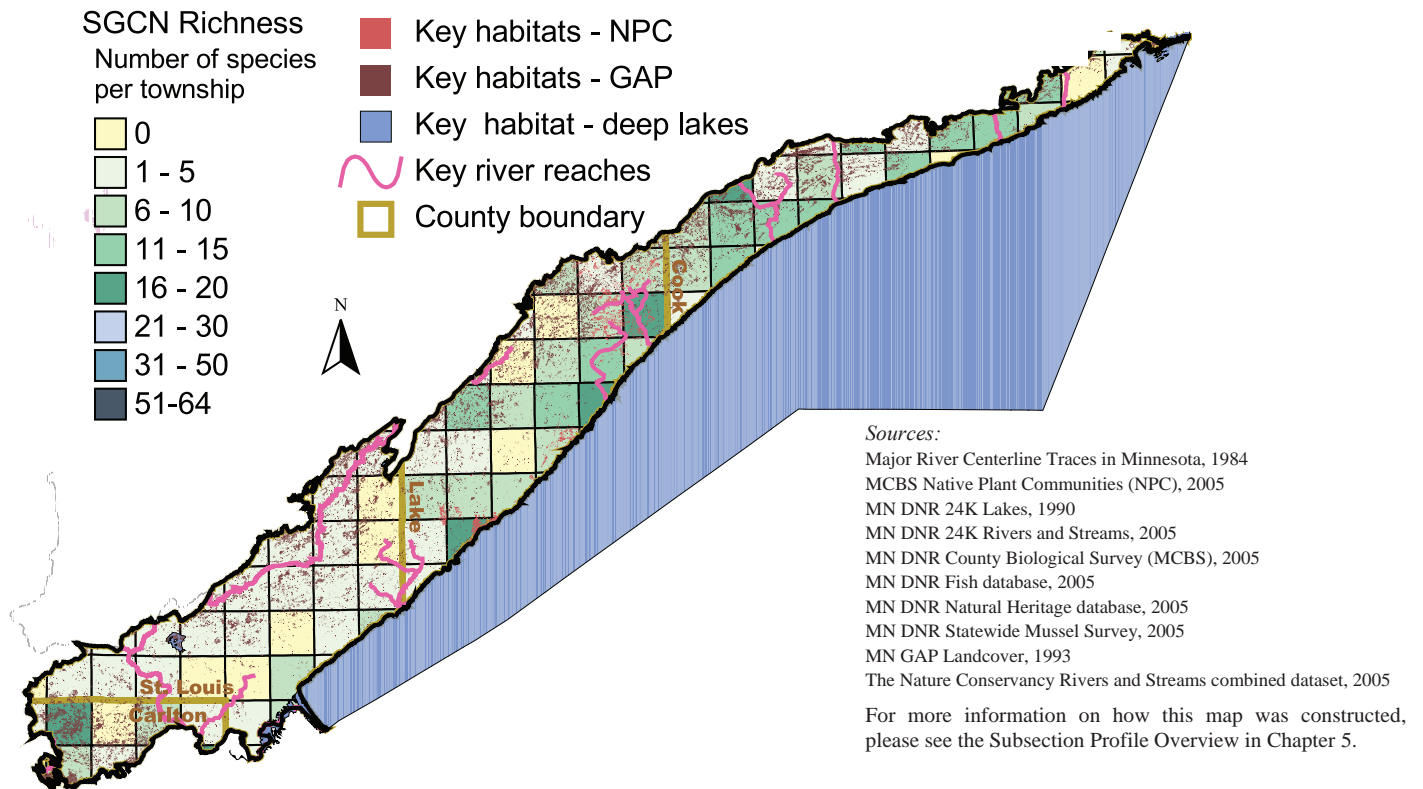 SGCN Richness
Number of species
per township
0
1 - 5
6 - 10
11 - 15
16 - 20
21 - 30
31 - 50
51-64
Key habitats - NPC
Key habitats - GAP
Key habitat - deep lakes
Key river reaches
County boundary
N
Cook
Lake
St. Louis
Carlton
Sources:
Major River Centerline Traces in Minnesota, 1984
MCBS Native Plant Communities (NPC), 2005
MN DNR 24K Lakes, 1990
MN DNR 24K Rivers and Streams, 2005
MN DNR County Biological Survey (MCBS), 2005
MN DNR Fish database, 2005
MN DNR Natural Heritage database, 2005
MN DNR Statewide Mussel Survey, 2005
MN GAP Landcover, 1993
The Nature Conservancy Rivers and Streams combined dataset, 2005
For more information on how this map was constructed,
please see the Subsection Profile Overview in Chapter 5.